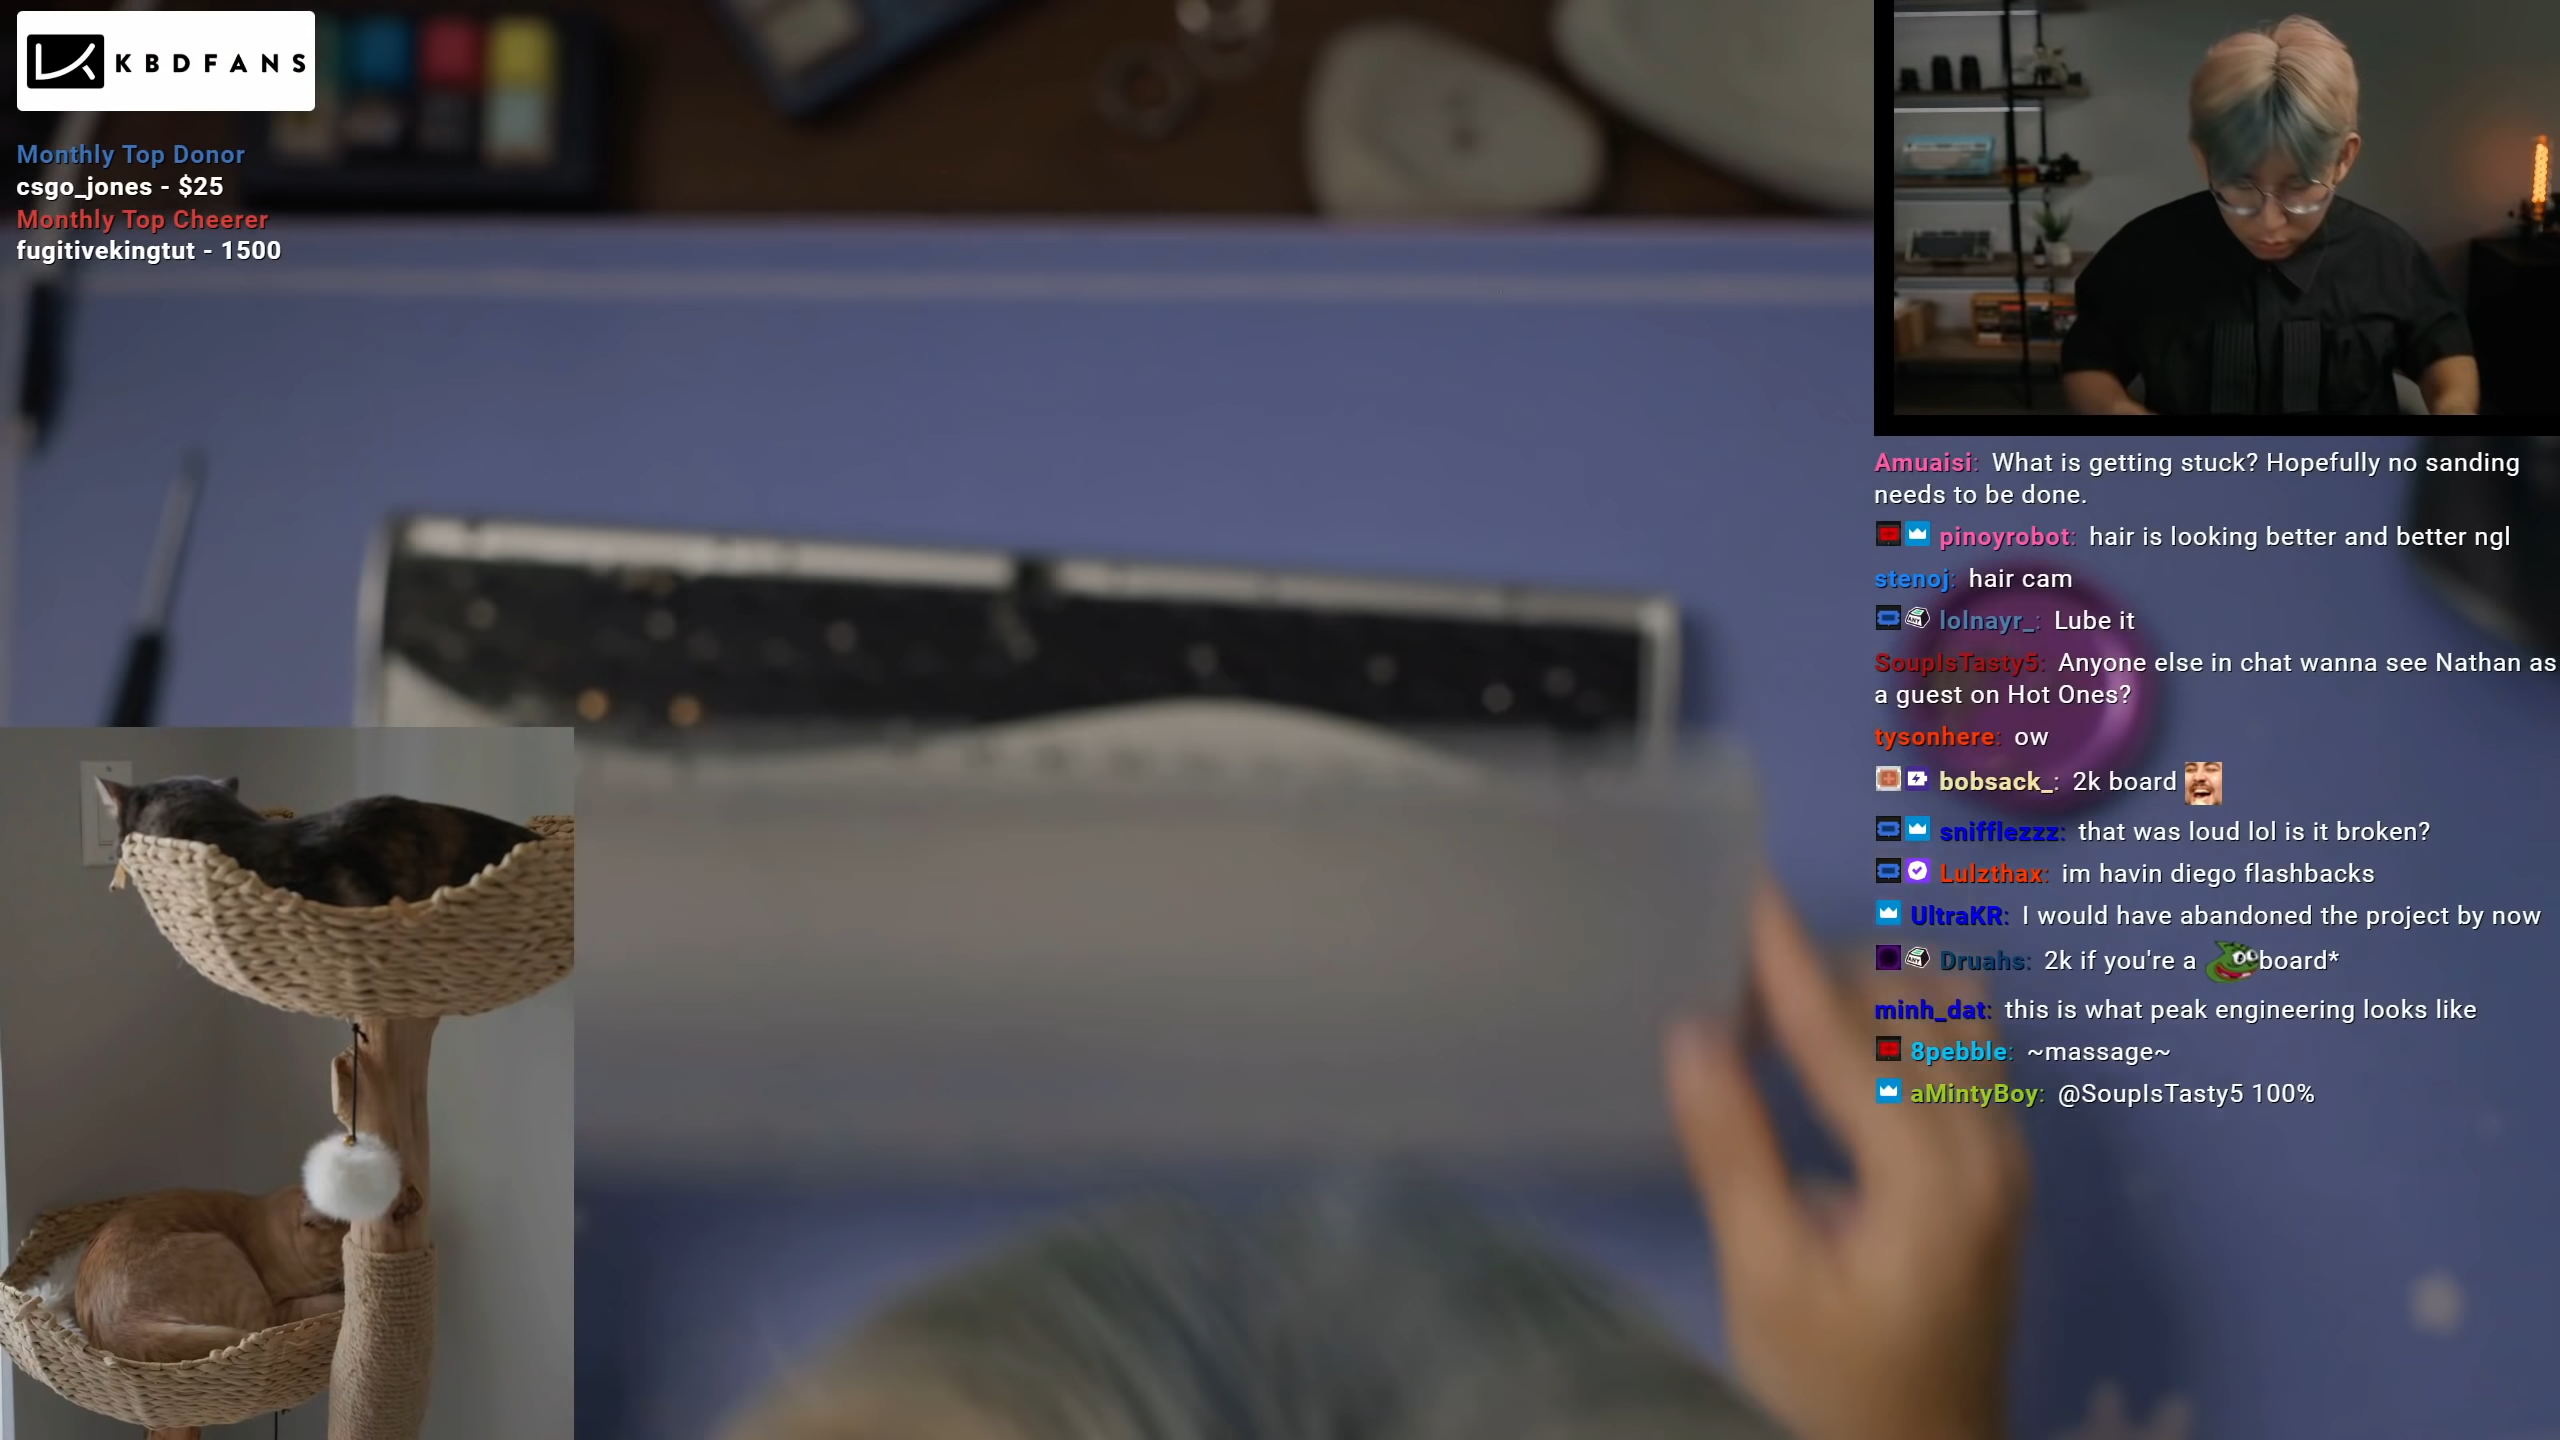 KBDFANS
Monthly Top Donor
csgo_jones - $25
Monthly Top Cheerer
fugitivekingtut - 1500
Amuaisi: What is getting stuck? Hopefully no sanding
needs to be done.
pinoyrobot: hair is looking better and better ngl
stenoj: hair cam
lolnayr_: Lube it
SoupIsTasty5: Anyone else in chat wanna see Nathan as
a guest on Hot Ones?
tysonhere: ow
bobsack_: 2k board
snifflezzz: that was loud lol is it broken?
Lulzthax: im havin diego flashbacks
UltraKR: I would have abandoned the project by now
Druahs: 2k if you're a board*
minh_dat: this is what peak engineering looks like
8pebble: ~massage~
aMintyBoy: @SoupIsTasty5 100%